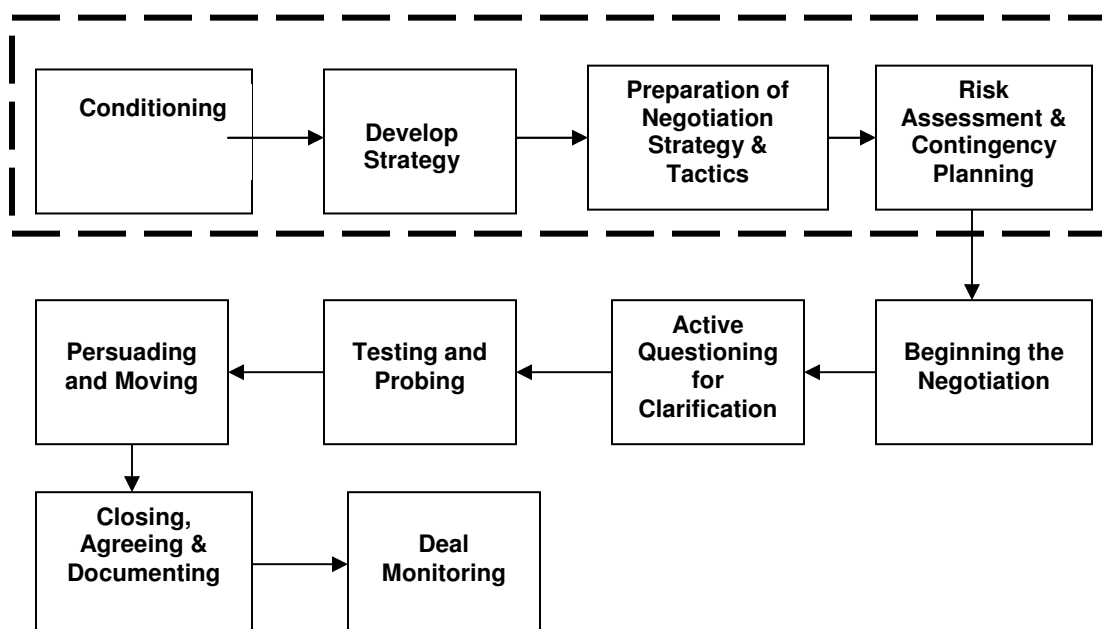 Conditioning
Develop
Strategy
Preparation of
Negotiation
Strategy &
Tactics
Risk
Assessment &
Contingency
Planning
Beginning the
Negotiation
Active
Questioning
for
Clarification
Testing and
Probing
Persuading
and Moving
Closing,
Agreeing &
Documenting
Deal
Monitoring